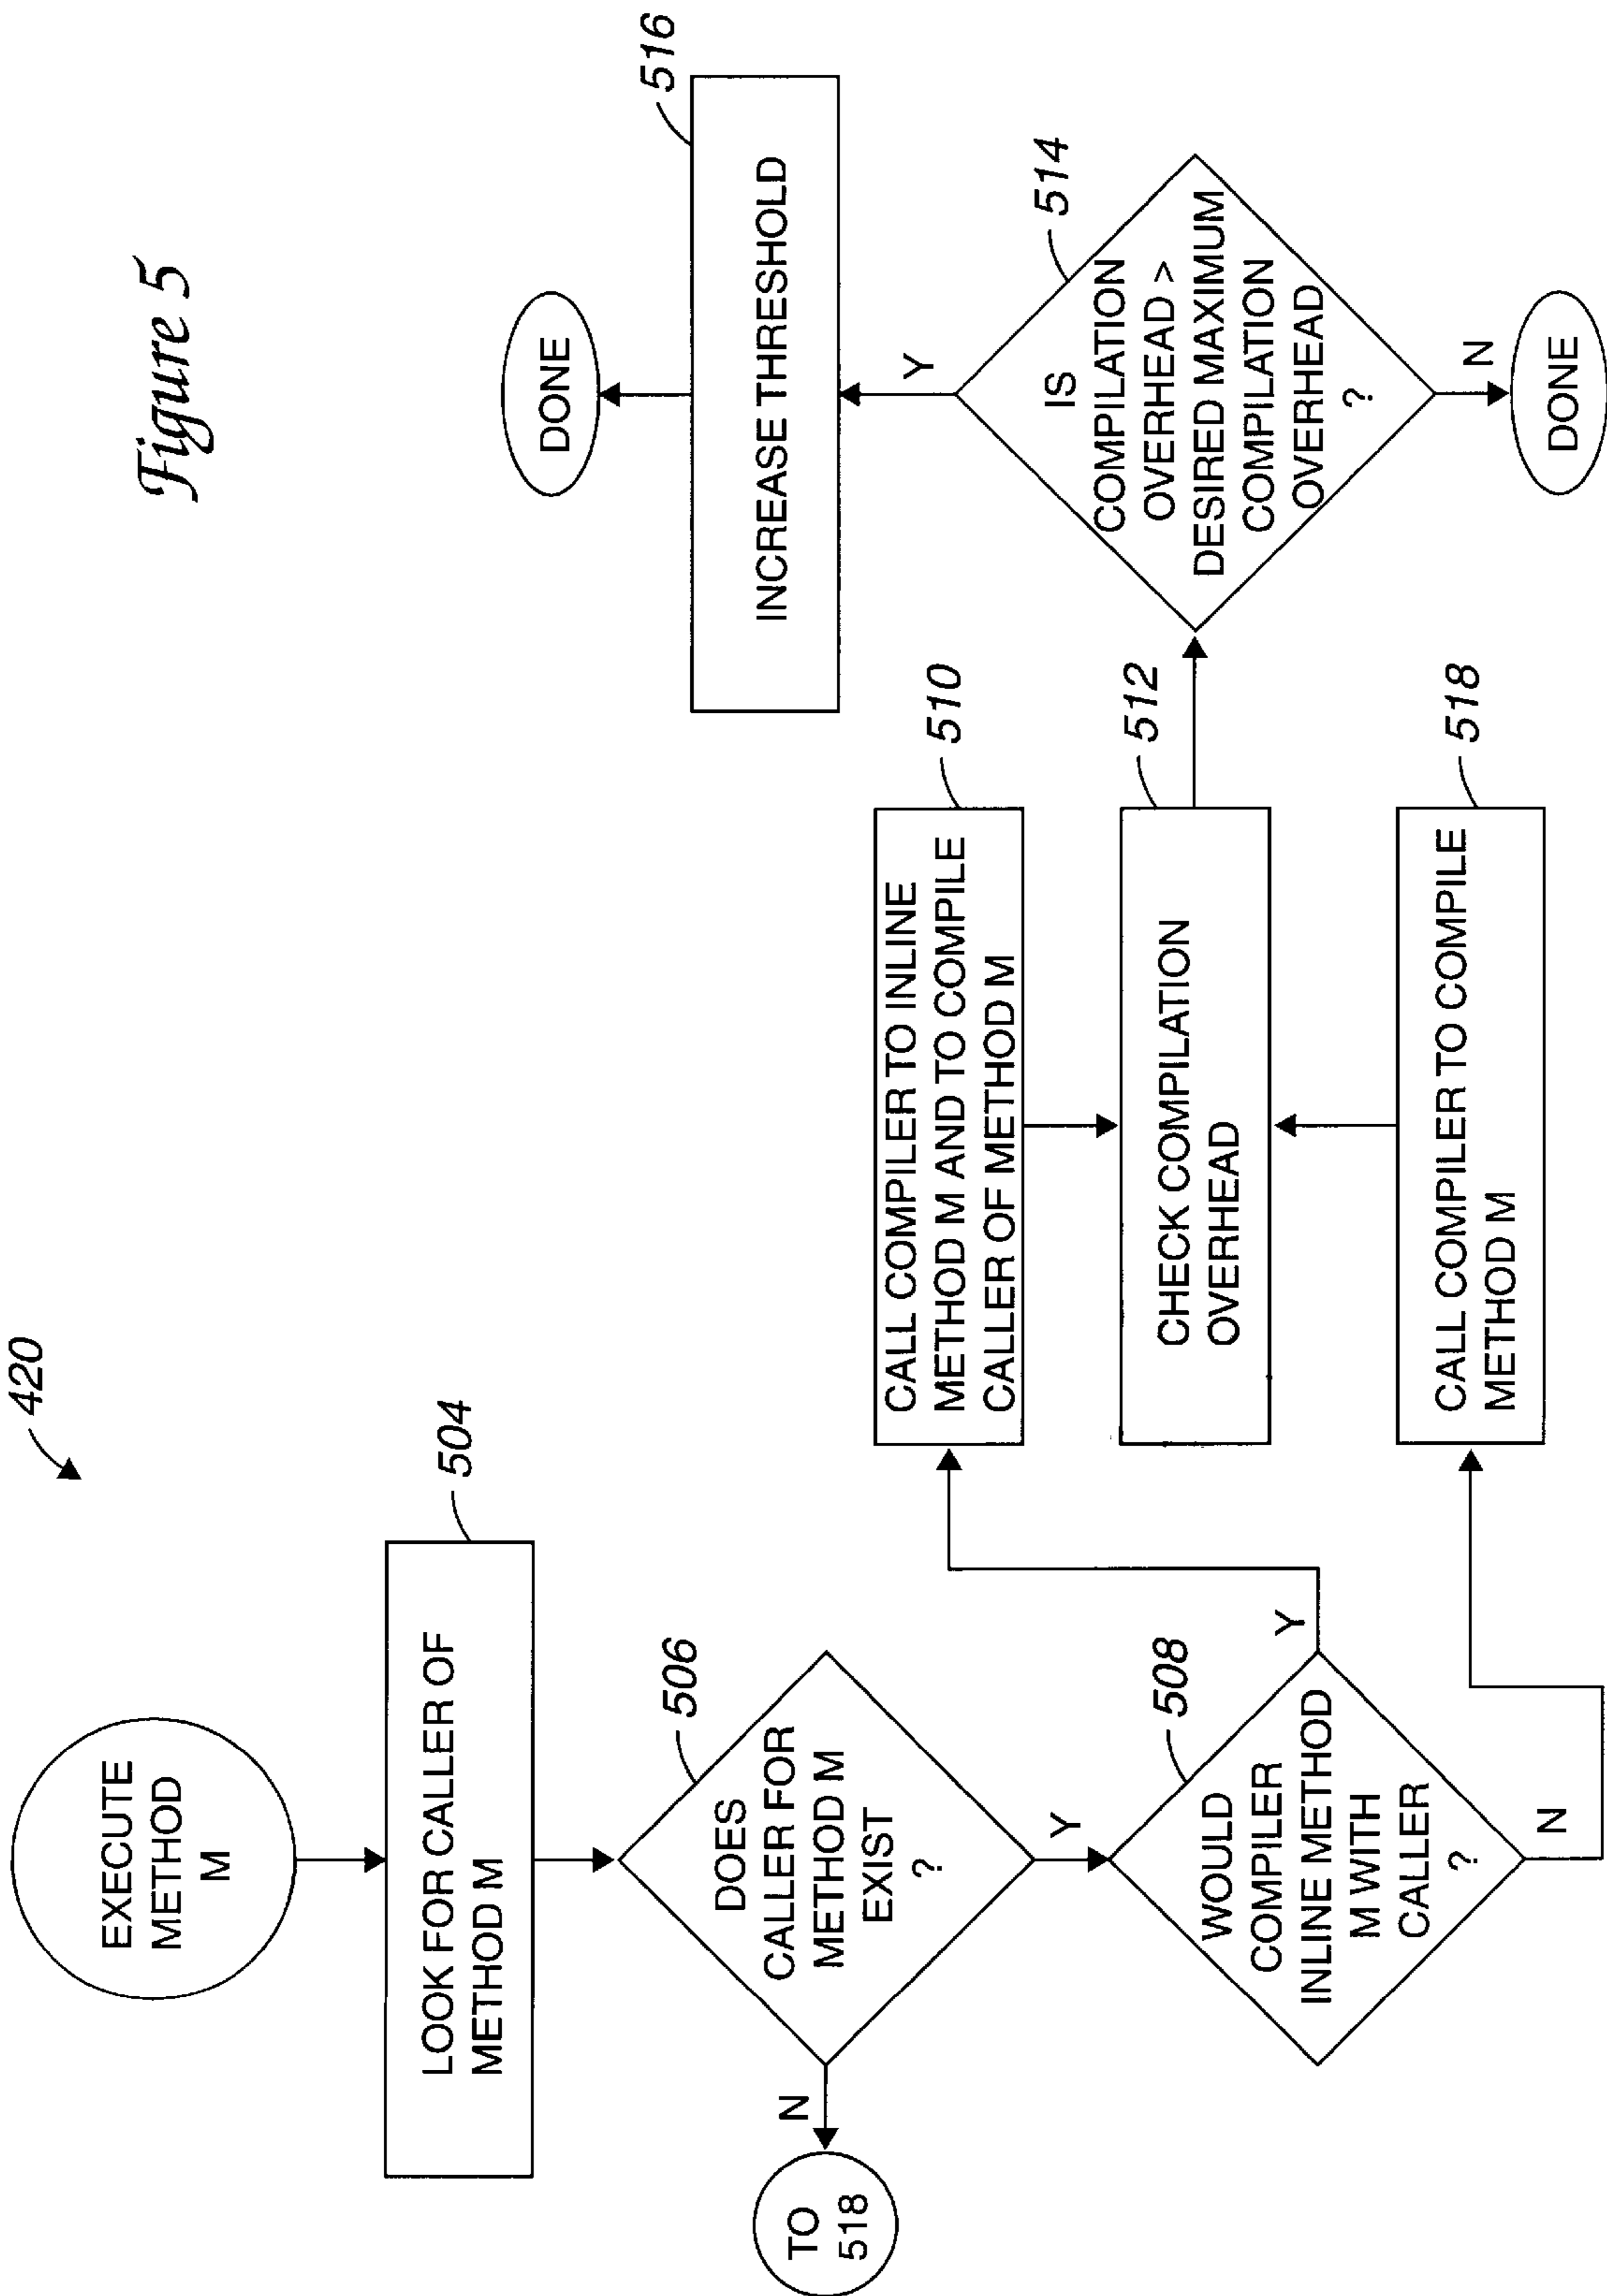 Figure 5
420
EXECUTE
METHOD
M
504
LOOK FOR CALLER OF
METHOD M
506
DOES
CALLER FOR
METHOD M
EXIST
?
N
TO
518
Y
508
WOULD
COMPILER
INLINE METHOD
M WITH
CALLER
?
Y
N
510
CALL COMPILER TO INLINE
METHOD M AND TO COMPILE
CALLER OF METHOD M
512
CHECK COMPILATION
OVERHEAD
518
CALL COMPILER TO COMPILE
METHOD M
514
IS
COMPILATION
OVERHEAD >
DESIRED MAXIMUM
COMPILATION
OVERHEAD
?
Y
N
516
INCREASE THRESHOLD
DONE
DONE